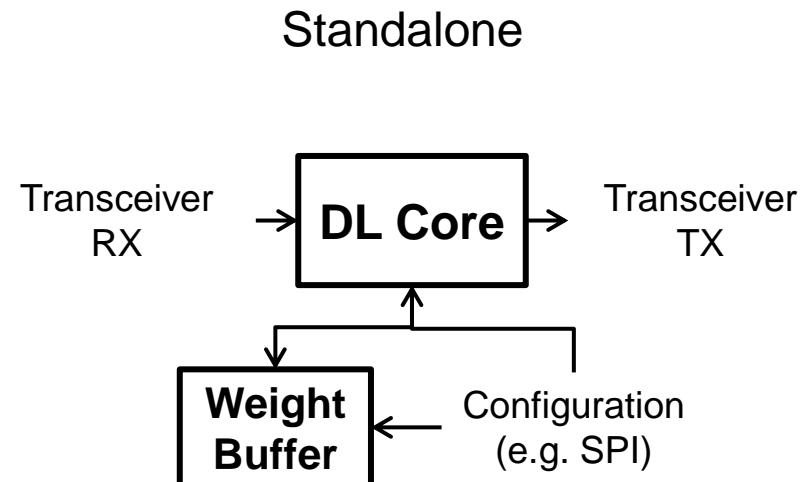 Standalone
Transceiver
RX
DL Core
Transceiver
TX
Weight
Buffer
Configuration
(e.g. SPI)